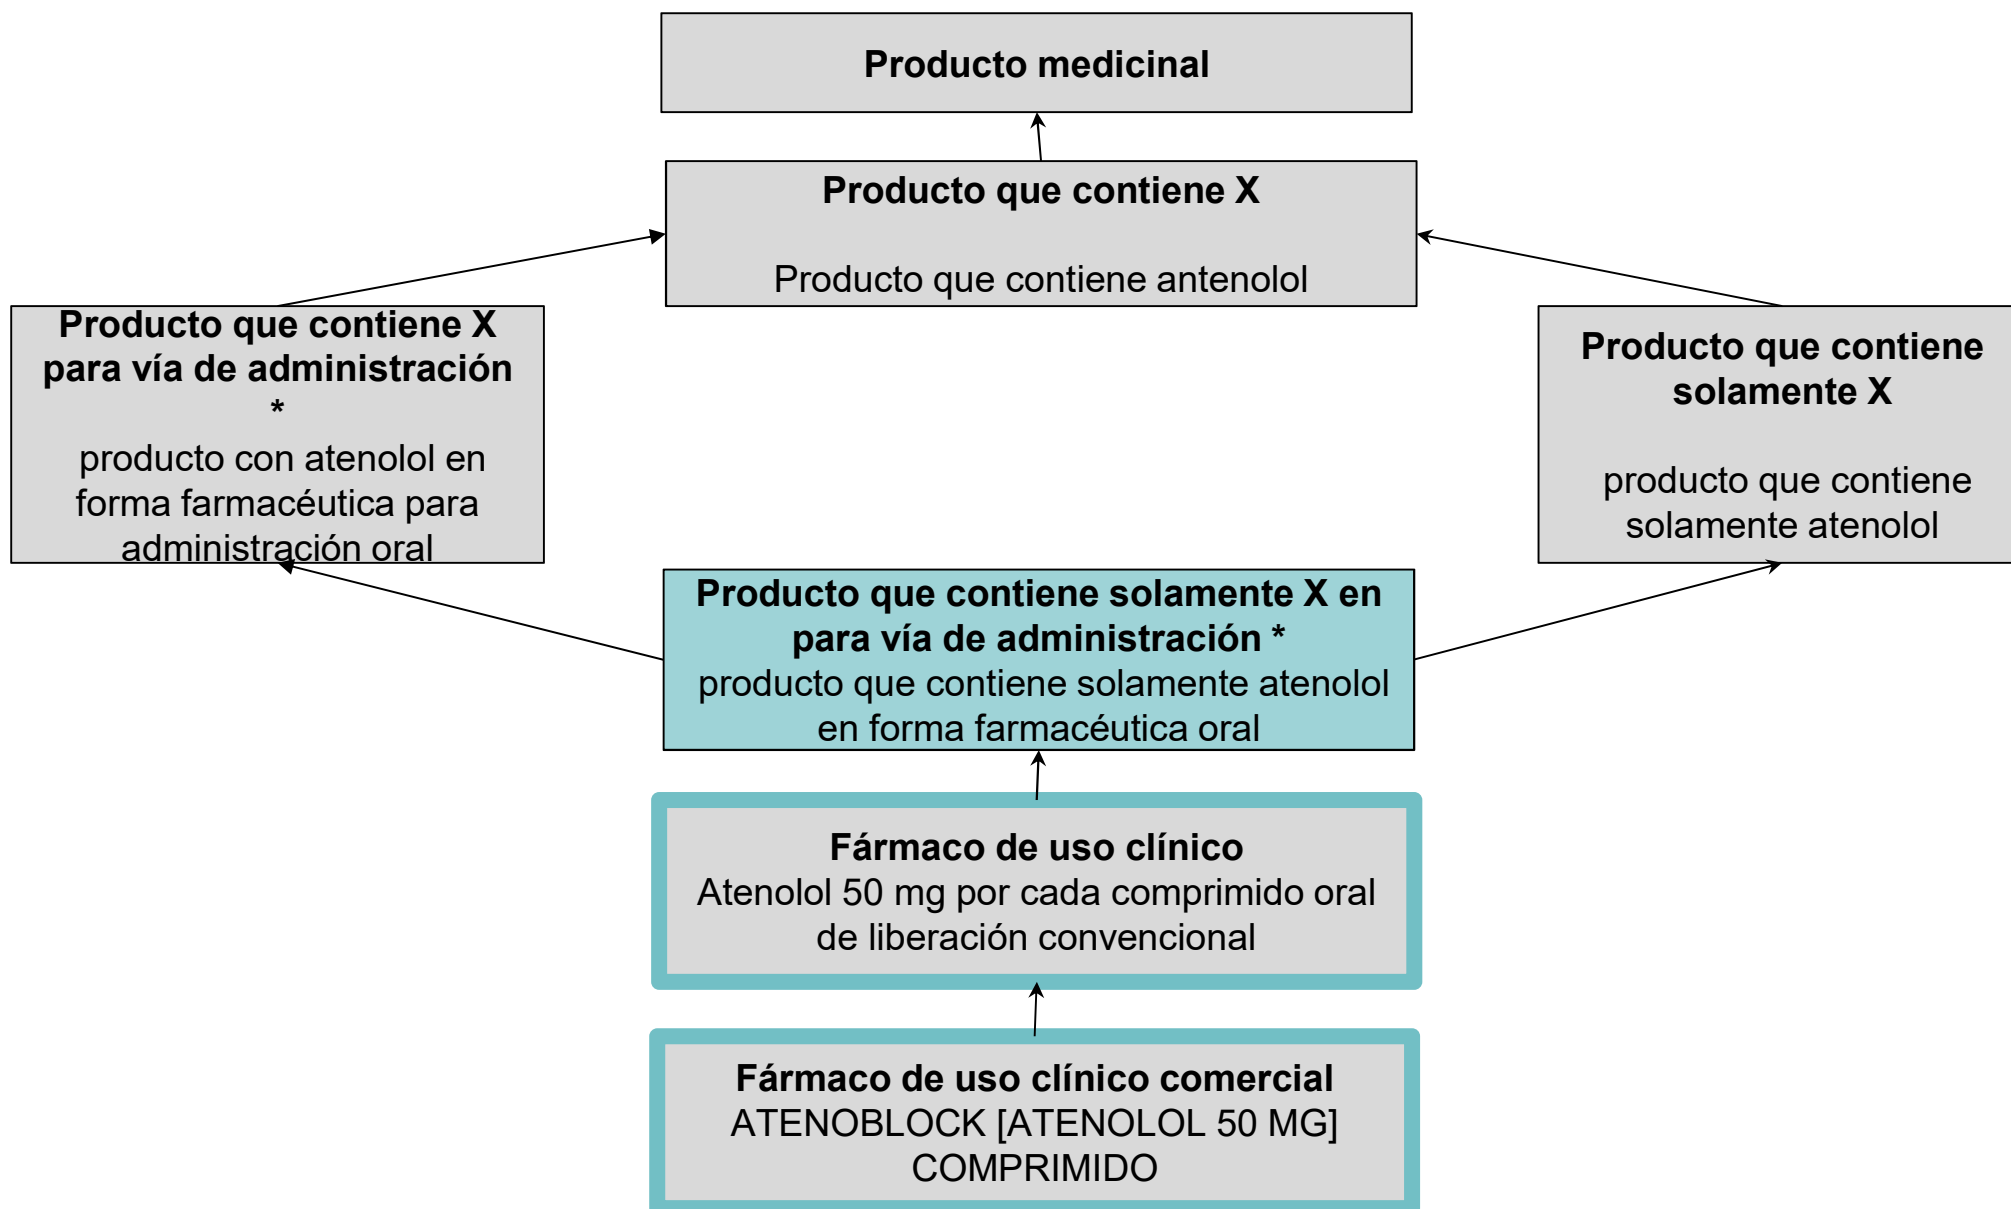 Producto medicinal
Producto que contiene X
Producto que contiene antenolol
Producto que contiene X
para vía de administración
*
producto con atenolol en
forma farmacéutica para
administración oral
Producto que contiene
solamente X
producto que contiene
solamente atenolol
Producto que contiene solamente X en
para vía de administración *
producto que contiene solamente atenolol
en forma farmacéutica oral
Fármaco de uso clínico
Atenolol 50 mg por cada comprimido oral
de liberación convencional
Fármaco de uso clínico comercial
ATENOBLOCK [ATENOLOL 50 MG]
COMPRIMIDO